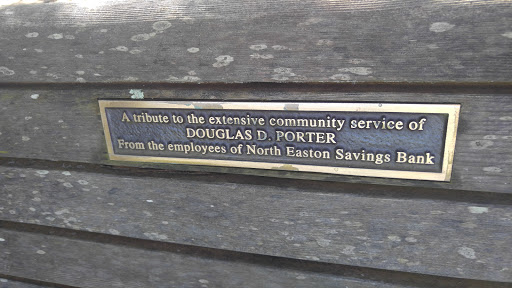 A tribute to the extensive community service of
DOUGLAS D. PORTER
From the employees of North Easton Savings Bank